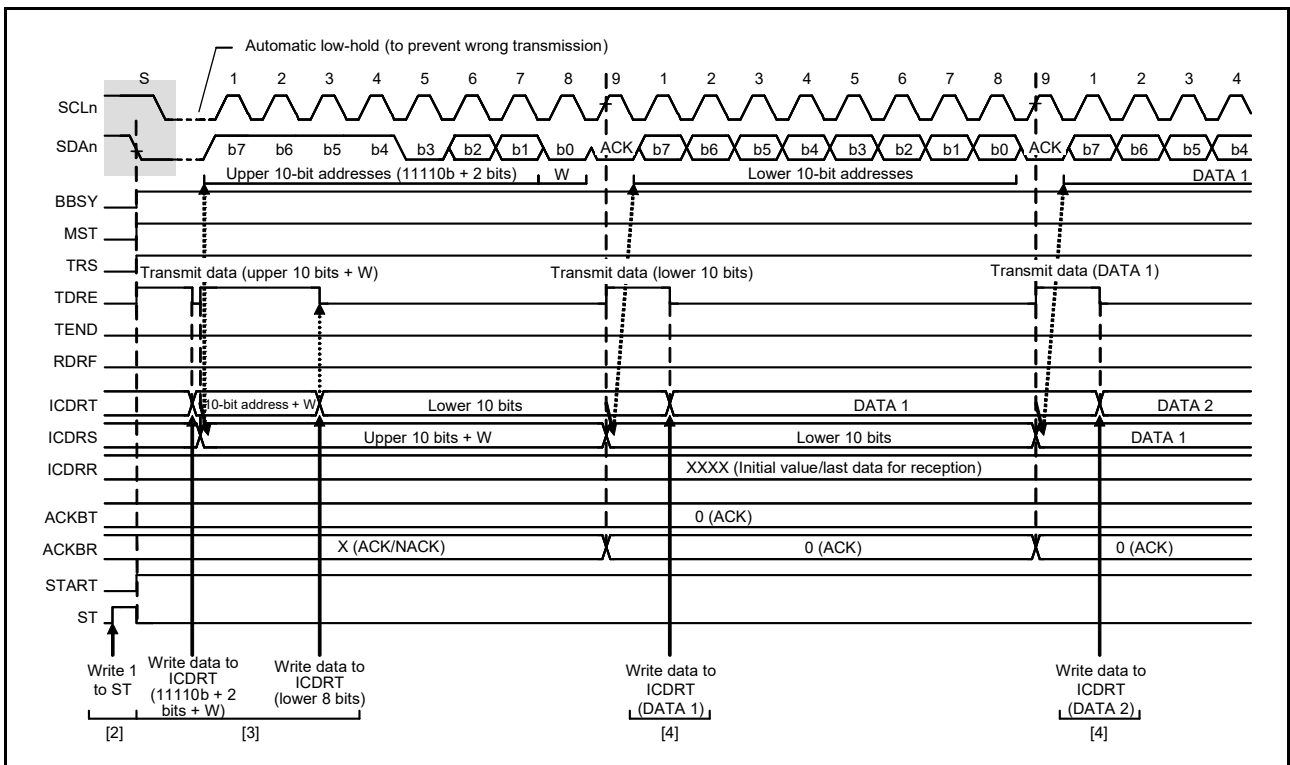 Automatic low-hold (to prevent wrong transmission)
S 1 2 3 4 5 6 7 8 9 1 2 3 4 5 6 7 8 9 1 2 3 4
SCLn
SDAn b7 b6 b5 b4 b3 b2 b1 b0 ACK b7 b6 b5 b4 b3 b2 b1 b0 ACK b7 b6 b5 b4
Upper 10-bit addresses (11110b + 2 bits) W Lower 10-bit addresses DATA 1
BBSY
MST
TRS
Transmit data (upper 10 bits + W) Transmit data (lower 10 bits) Transmit data (DATA 1)
TDRE
TEND
RDRF
ICDRT 10-bit address + W Lower 10 bits DATA 1 DATA 2
ICDRS Upper 10 bits + W Lower 10 bits DATA 1
ICDRR XXXX (Initial value/last data for reception)
ACKBT 0 (ACK)
ACKBR X (ACK/NACK) 0 (ACK) 0 (ACK)
START
ST
Write 1
to ST
Write data to
ICDRT
(11110b + 2
bits + W)
Write data to
ICDRT
(lower 8 bits)
Write data to
ICDRT
(DATA 1)
Write data to
ICDRT
(DATA 2)
[2] [3] [4] [4]